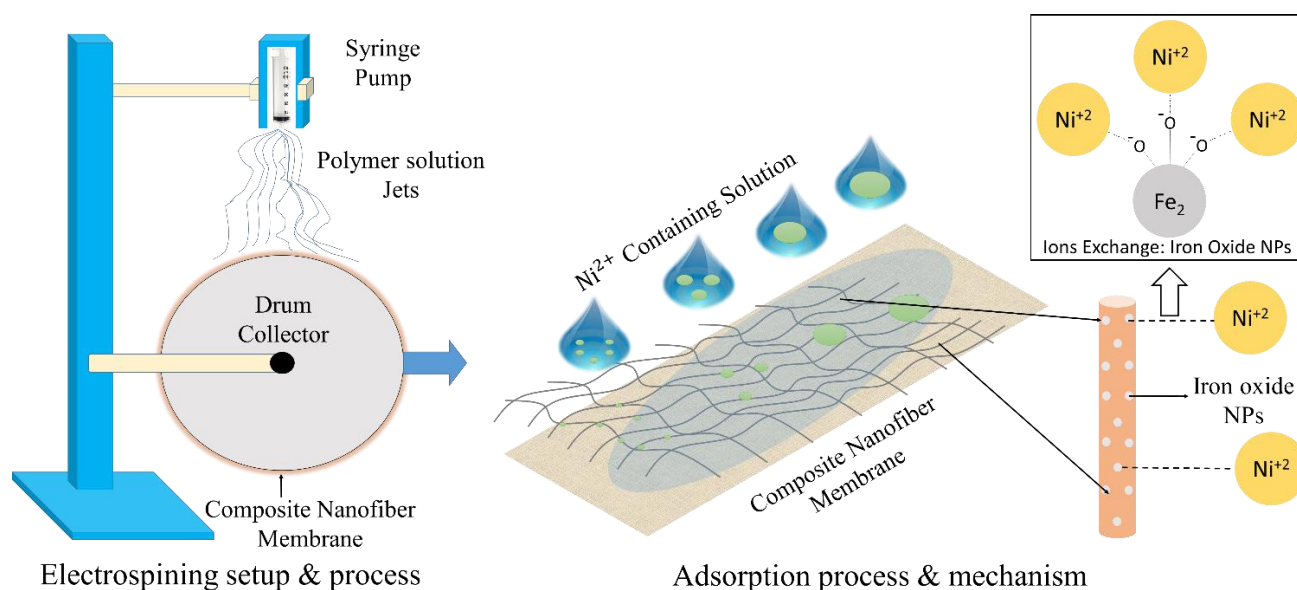 Syringe
Pump
Polymer solution
Jets
Drum
Collector
Composite Nanofiber
Membrane
Electrospining setup & process
Ni²⁺ Containing Solution
Composite Nanofiber
Membrane
Ni⁺²
Ni⁺²
Ni⁺²
⁻O
⁻O
⁻O
Fe₂
Ions Exchange: Iron Oxide NPs
Ni⁺²
Iron oxide
NPs
Ni⁺²
Adsorption process & mechanism